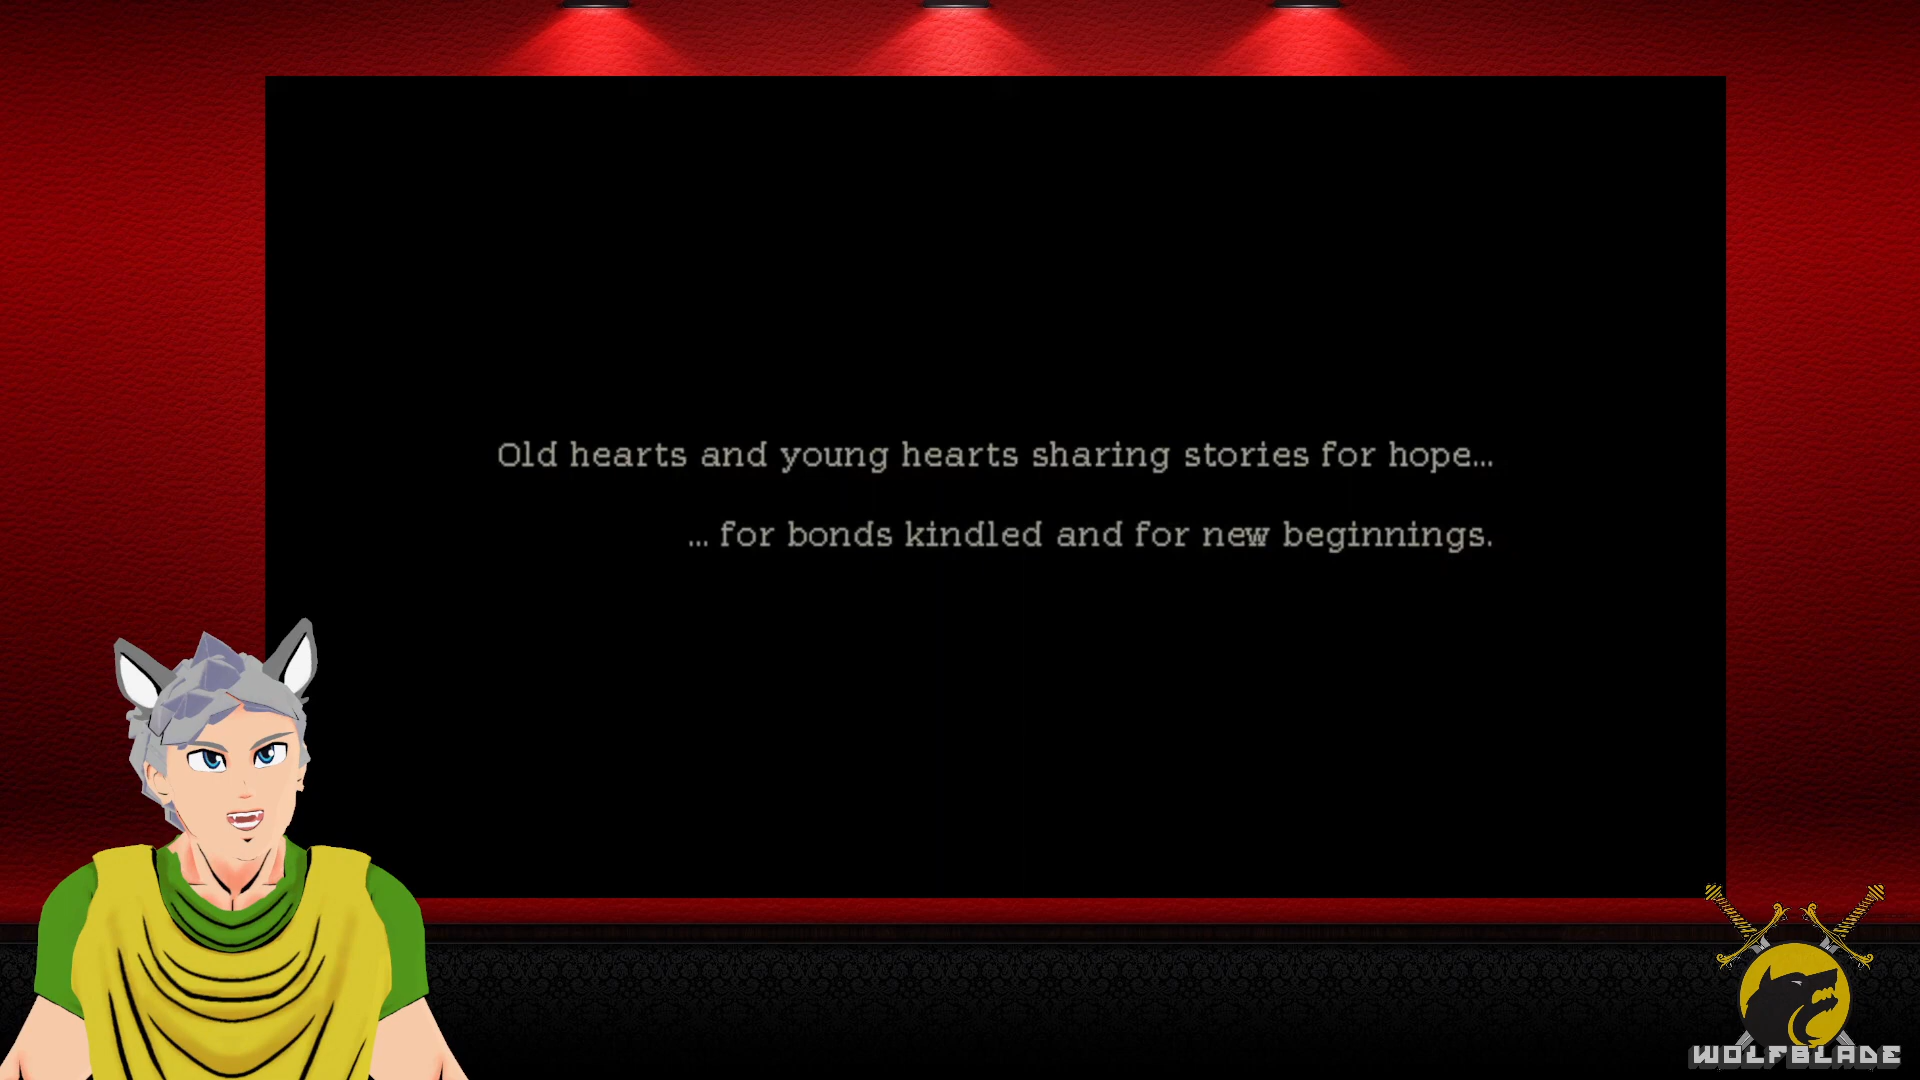 Old hearts and young hearts sharing stories for hope...
... for bonds kindled and for new beginnings.
WOLFBLADE